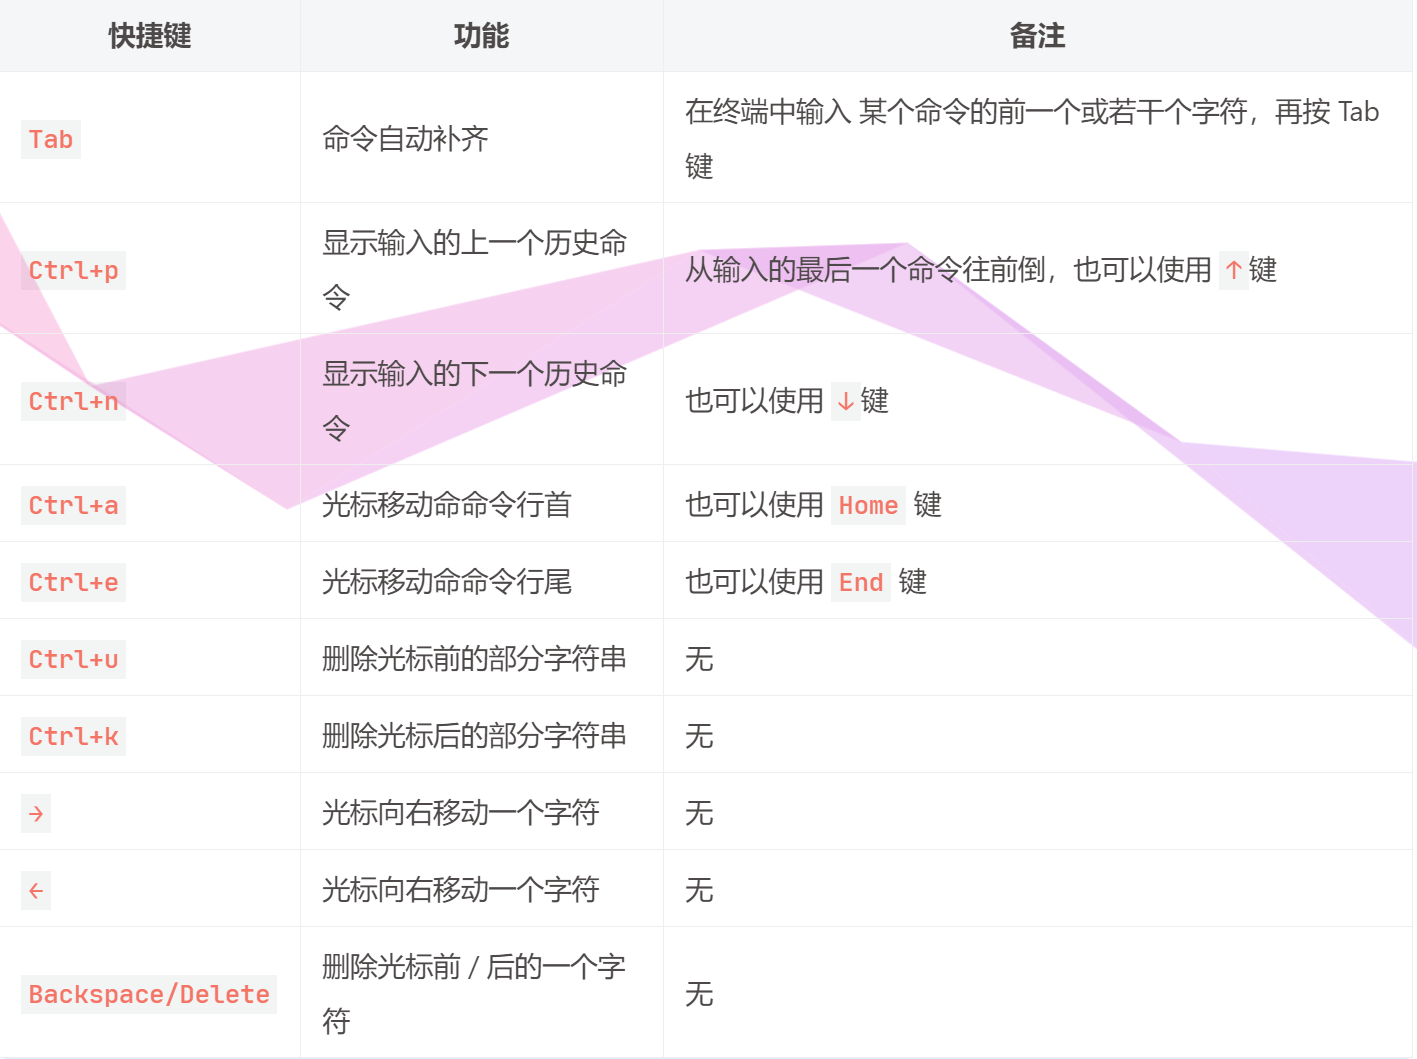 快捷键 功能 备注
Tab 命令自动补齐 在终端中输入 某个命令的前一个或若干个字符，再按 Tab
键
Ctrl+p 显示输入的上一个历史命
令 从输入的最后一个命令往前倒，也可以使用 ↑键
Ctrl+n 显示输入的下一个历史命
令 也可以使用 ↓键
Ctrl+a 光标移动命命令行首 也可以使用 Home 键
Ctrl+e 光标移动命命令行尾 也可以使用 End 键
Ctrl+u 删除光标前的部分字符串 无
Ctrl+k 删除光标后的部分字符串 无
→ 光标向右移动一个字符 无
← 光标向右移动一个字符 无
Backspace/Delete 删除光标前 / 后的一个字
符 无